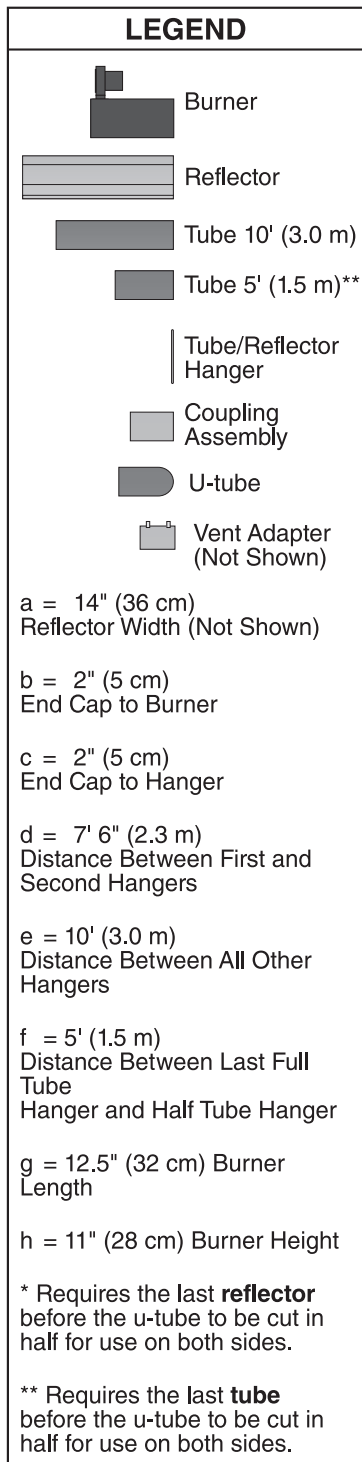 LEGEND
Burner
Reflector
Tube 10' (3.0 m)
Tube 5' (1.5 m)**
Tube/Reflector
Hanger
Coupling
Assembly
U-tube
Vent Adapter
(Not Shown)
a = 14" (36 cm)
Reflector Width (Not Shown)
b = 2" (5 cm)
End Cap to Burner
c = 2" (5 cm)
End Cap to Hanger
d = 7' 6" (2.3 m)
Distance Between First and
Second Hangers
e = 10' (3.0 m)
Distance Between All Other
Hangers
f = 5' (1.5 m)
Distance Between Last Full
Tube
Hanger and Half Tube Hanger
g = 12.5" (32 cm) Burner
Length
h = 11" (28 cm) Burner Height
* Requires the last reflector
before the u-tube to be cut in
half for use on both sides.
** Requires the last tube
before the u-tube to be cut in
half for use on both sides.